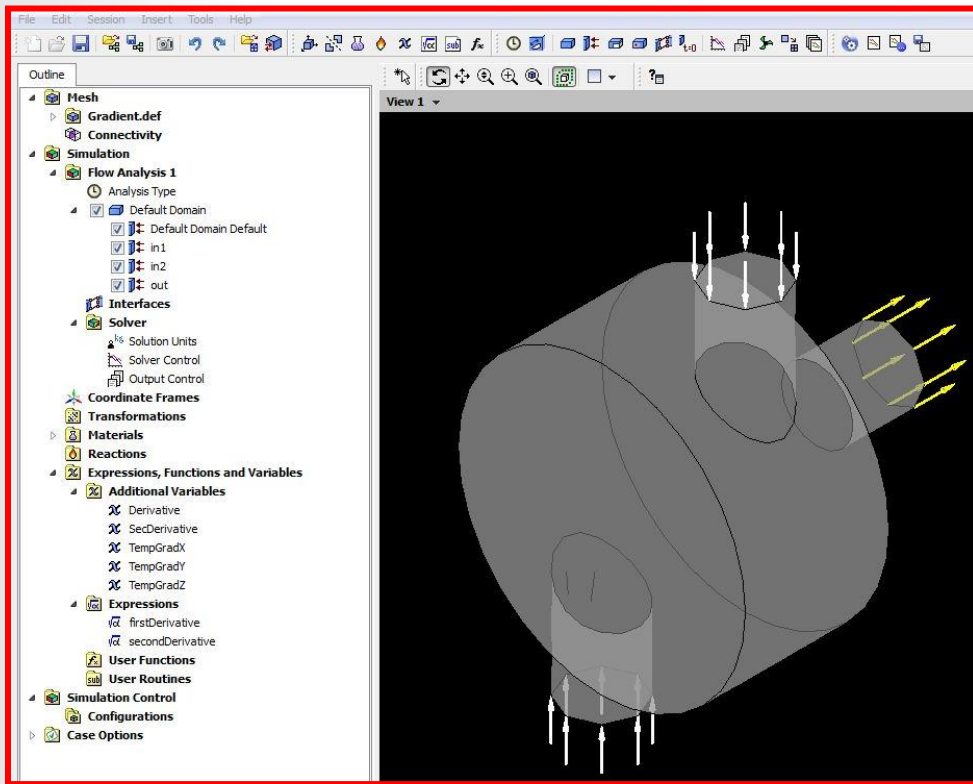 File Edit Session Insert Tools Help
Outline
View 1
Mesh
Gradient.def
Connectivity
Simulation
Flow Analysis 1
Analysis Type
Default Domain
Default Domain Default
in1
in2
out
Interfaces
Solver
Solution Units
Solver Control
Output Control
Coordinate Frames
Transformations
Materials
Reactions
Expressions, Functions and Variables
Additional Variables
Derivative
SecDerivative
TempGradX
TempGradY
TempGradZ
Expressions
firstDerivative
secondDerivative
User Functions
User Routines
Simulation Control
Configurations
Case Options